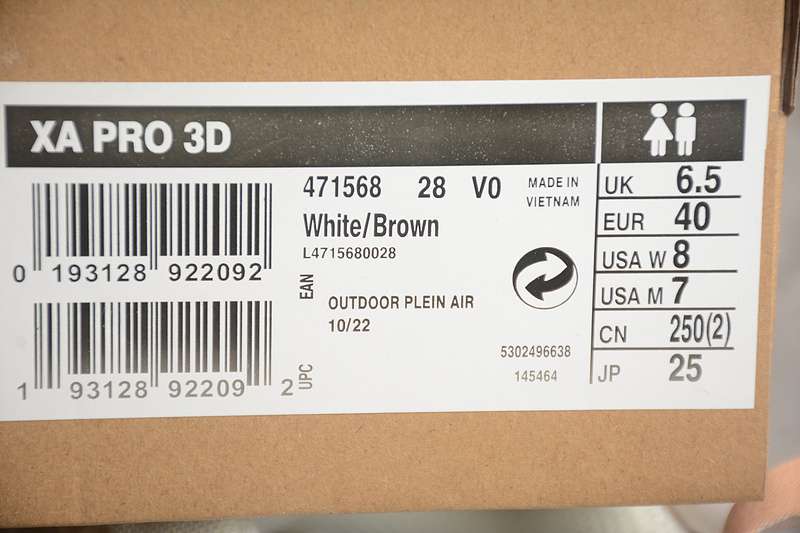 XA PRO 3D
471568 28 V0
MADE IN
VIETNAM
White/Brown
L4715680028
0 193128 922092
EAN
OUTDOOR PLEIN AIR
10/22
1 93128 92209 2
UPC
5302496638
145464
UK 6.5
EUR 40
USA W 8
USA M 7
CN 250(2)
JP 25